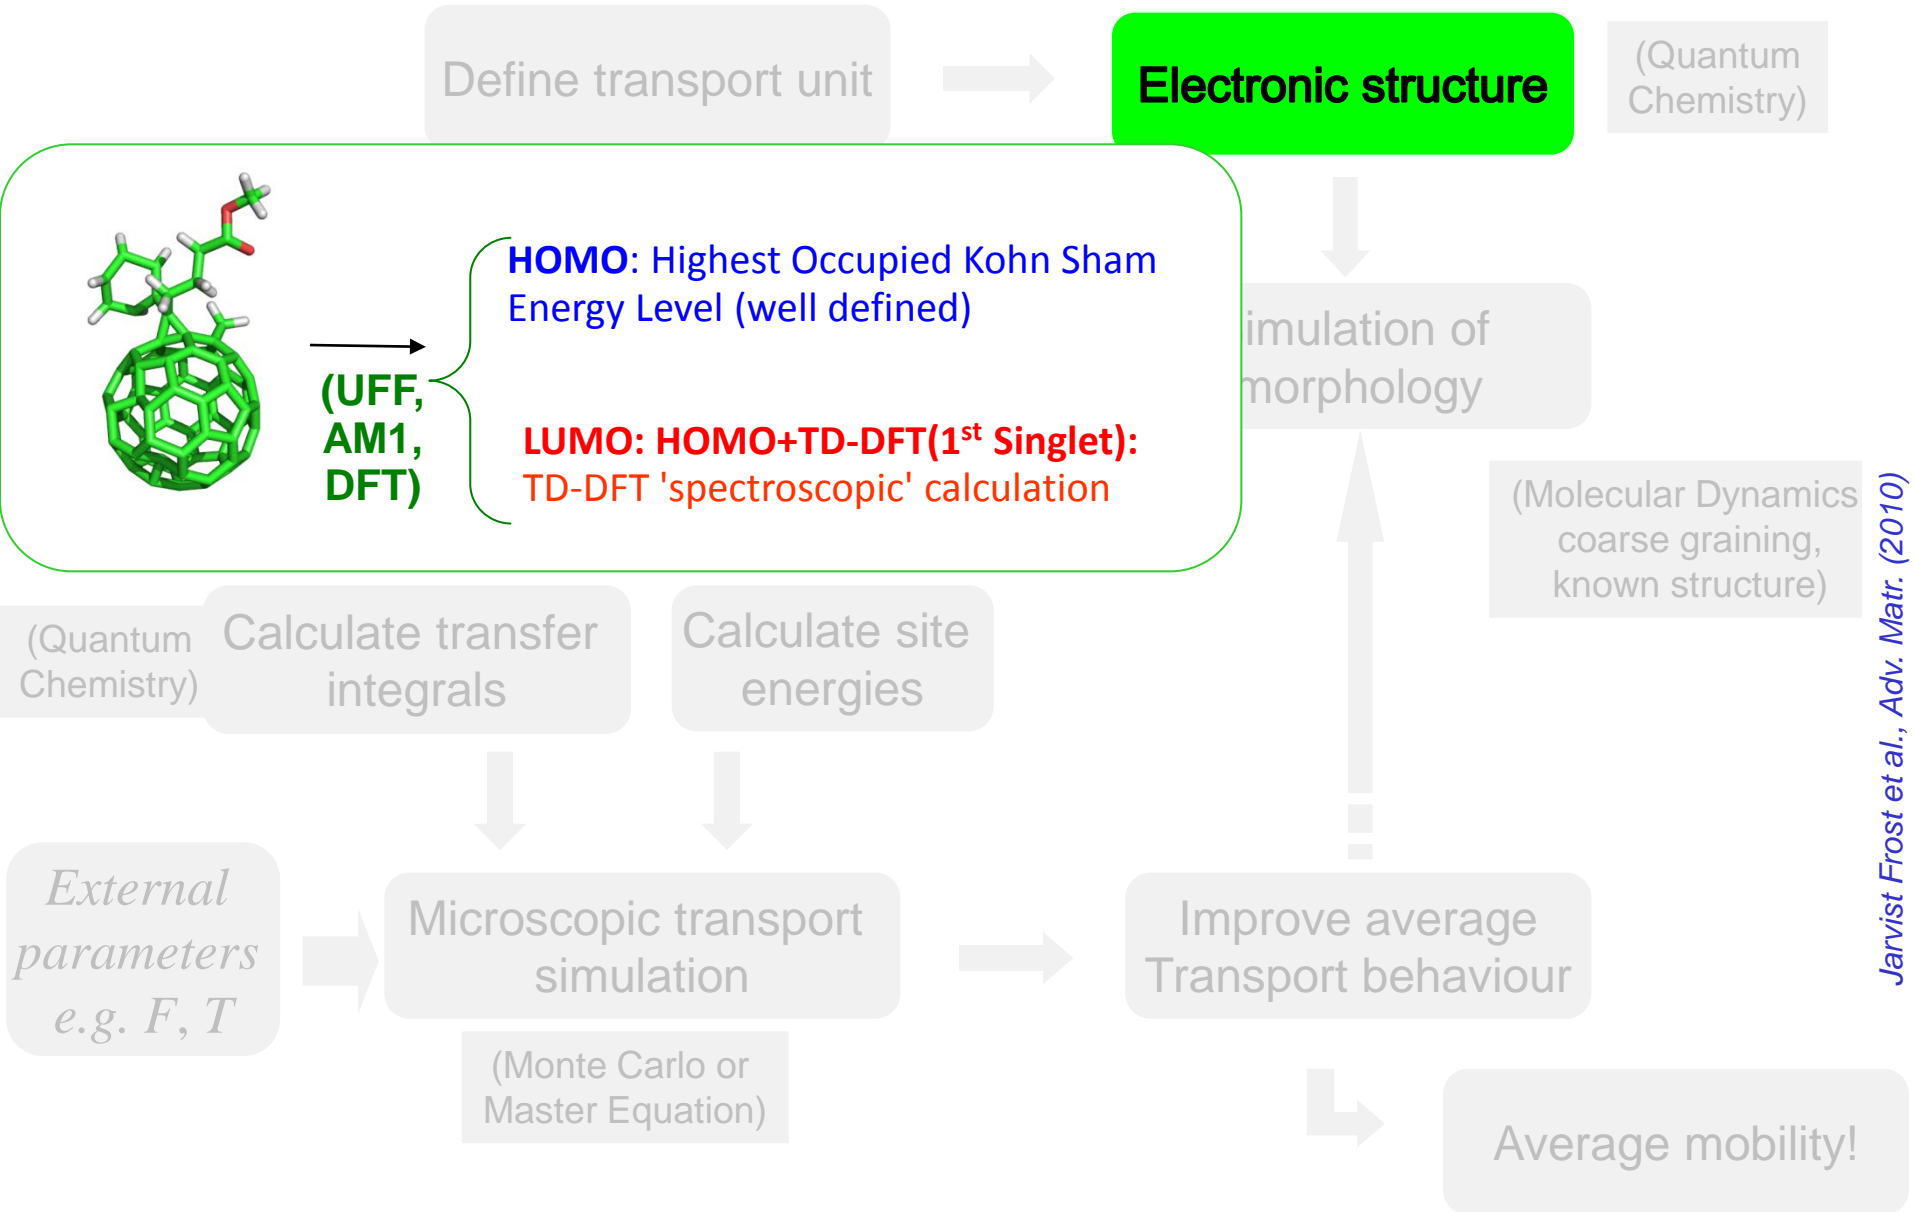 Define transport unit
Electronic structure
(Quantum
Chemistry)
HOMO: Highest Occupied Kohn Sham
Energy Level (well defined)
(UFF,
AM1,
DFT)
LUMO: HOMO+TD-DFT(1st Singlet):
TD-DFT 'spectroscopic' calculation
imulation of
morphology
(Molecular Dynamics
coarse graining,
known structure)
Jarvist Frost et al., Adv. Matr. (2010)
(Quantum
Chemistry)
Calculate transfer
integrals
Calculate site
energies
External
parameters
e.g. F, T
Microscopic transport
simulation
(Monte Carlo or
Master Equation)
Improve average
Transport behaviour
Average mobility!